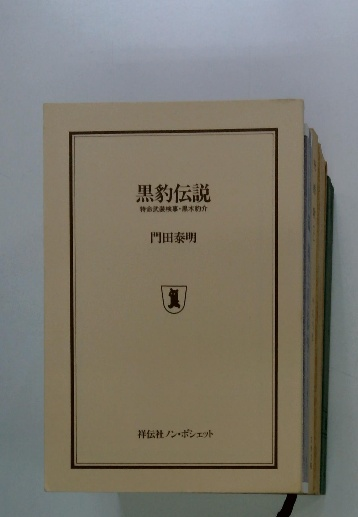 黒豹伝説
特命武装検事・黒木豹介
門田泰明
祥伝社ノン・ポシェット